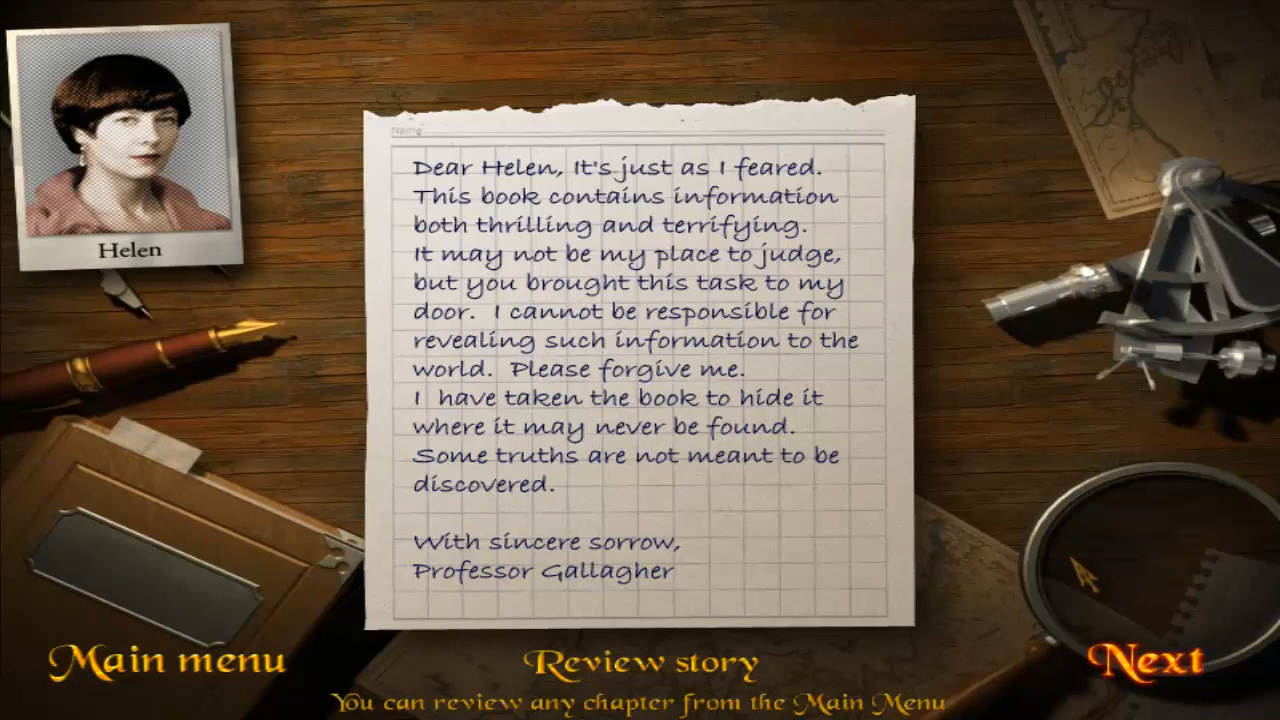 Helen
Name
Dear Helen, It's just as I feared.
This book contains information
both thrilling and terrifying.
It may not be my place to judge,
but you brought this task to my
door.  I cannot be responsible for
revealing such information to the
world.  Please forgive me.
I  have taken the book to hide it
where it may never be found.
Some truths are not meant to be
discovered.
With sincere sorrow,
Professor Gallagher
Main menu
Review story
Next
You can review any chapter from the Main Menu